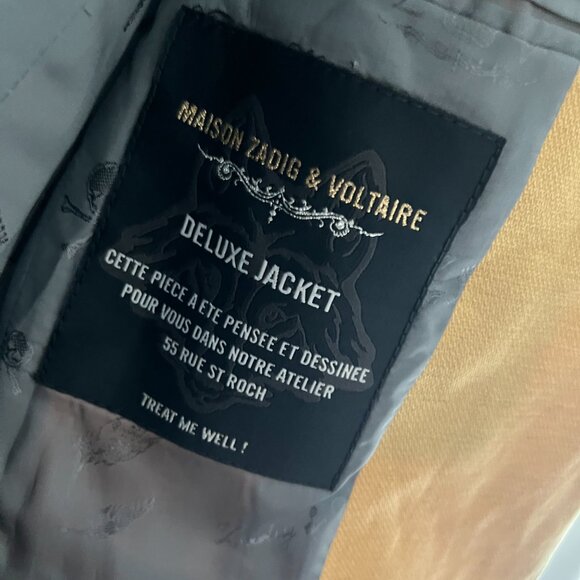 MAISON ZADIG & VOLTAIRE
DELUXE JACKET
CETTE PIECE A ETE PENSEE ET DESSINEE
POUR VOUS DANS NOTRE ATELIER
55 RUE ST ROCH
TREAT ME WELL !